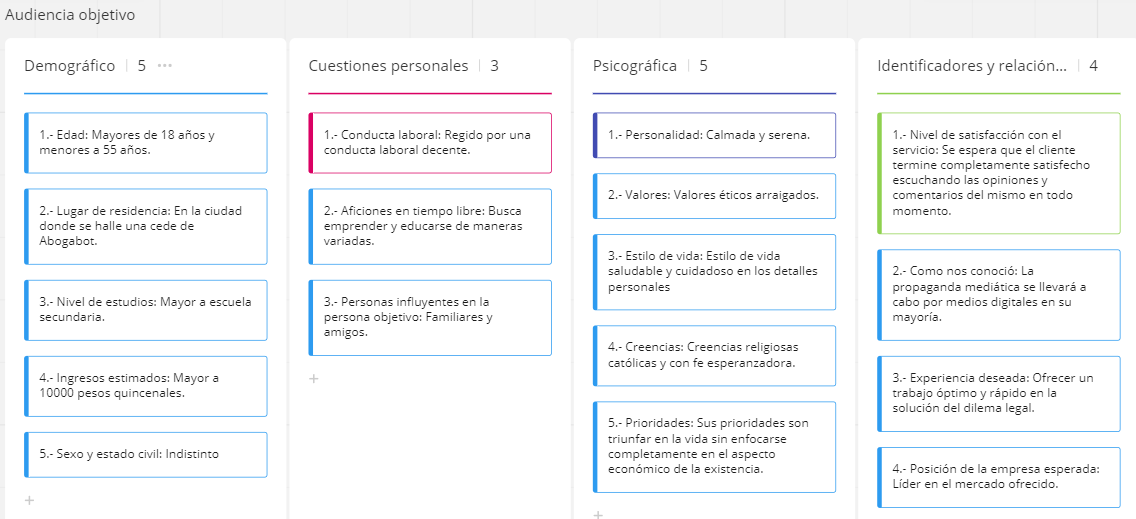 Audiencia objetivo
Demográfico 5
1.- Edad: Mayores de 18 años y
menores a 55 años.
2.- Lugar de residencia: En la ciudad
donde se halle una cede de
Abogabot.
3.- Nivel de estudios: Mayor a escuela
secundaria.
4.- Ingresos estimados: Mayor a
10000 pesos quincenales.
5.- Sexo y estado civil: Indistinto
Cuestiones personales 3
1.- Conducta laboral: Regido por una
conducta laboral decente.
2.- Aficiones en tiempo libre: Busca
emprender y educarse de maneras
variadas.
3.- Personas influyentes en la
persona objetivo: Familiares y
amigos.
Psicográfica 5
1.- Personalidad: Calmada y serena.
2.- Valores: Valores éticos arraigados.
3.- Estilo de vida: Estilo de vida
saludable y cuidadoso en los detalles
personales
4.- Creencias: Creencias religiosas
católicas y con fe esperanzadora.
5.- Prioridades: Sus prioridades son
triunfar en la vida sin enfocarse
completamente en el aspecto
económico de la existencia.
Identificadores y relación... 4
1.- Nivel de satisfacción con el
servicio: Se espera que el cliente
termine completamente satisfecho
escuchando las opiniones y
comentarios del mismo en todo
momento.
2.- Como nos conoció: La
propaganda mediática se llevará a
cabo por medios digitales en su
mayoría.
3.- Experiencia deseada: Ofrecer un
trabajo óptimo y rápido en la
solución del dilema legal.
4.- Posición de la empresa esperada:
Líder en el mercado ofrecido.